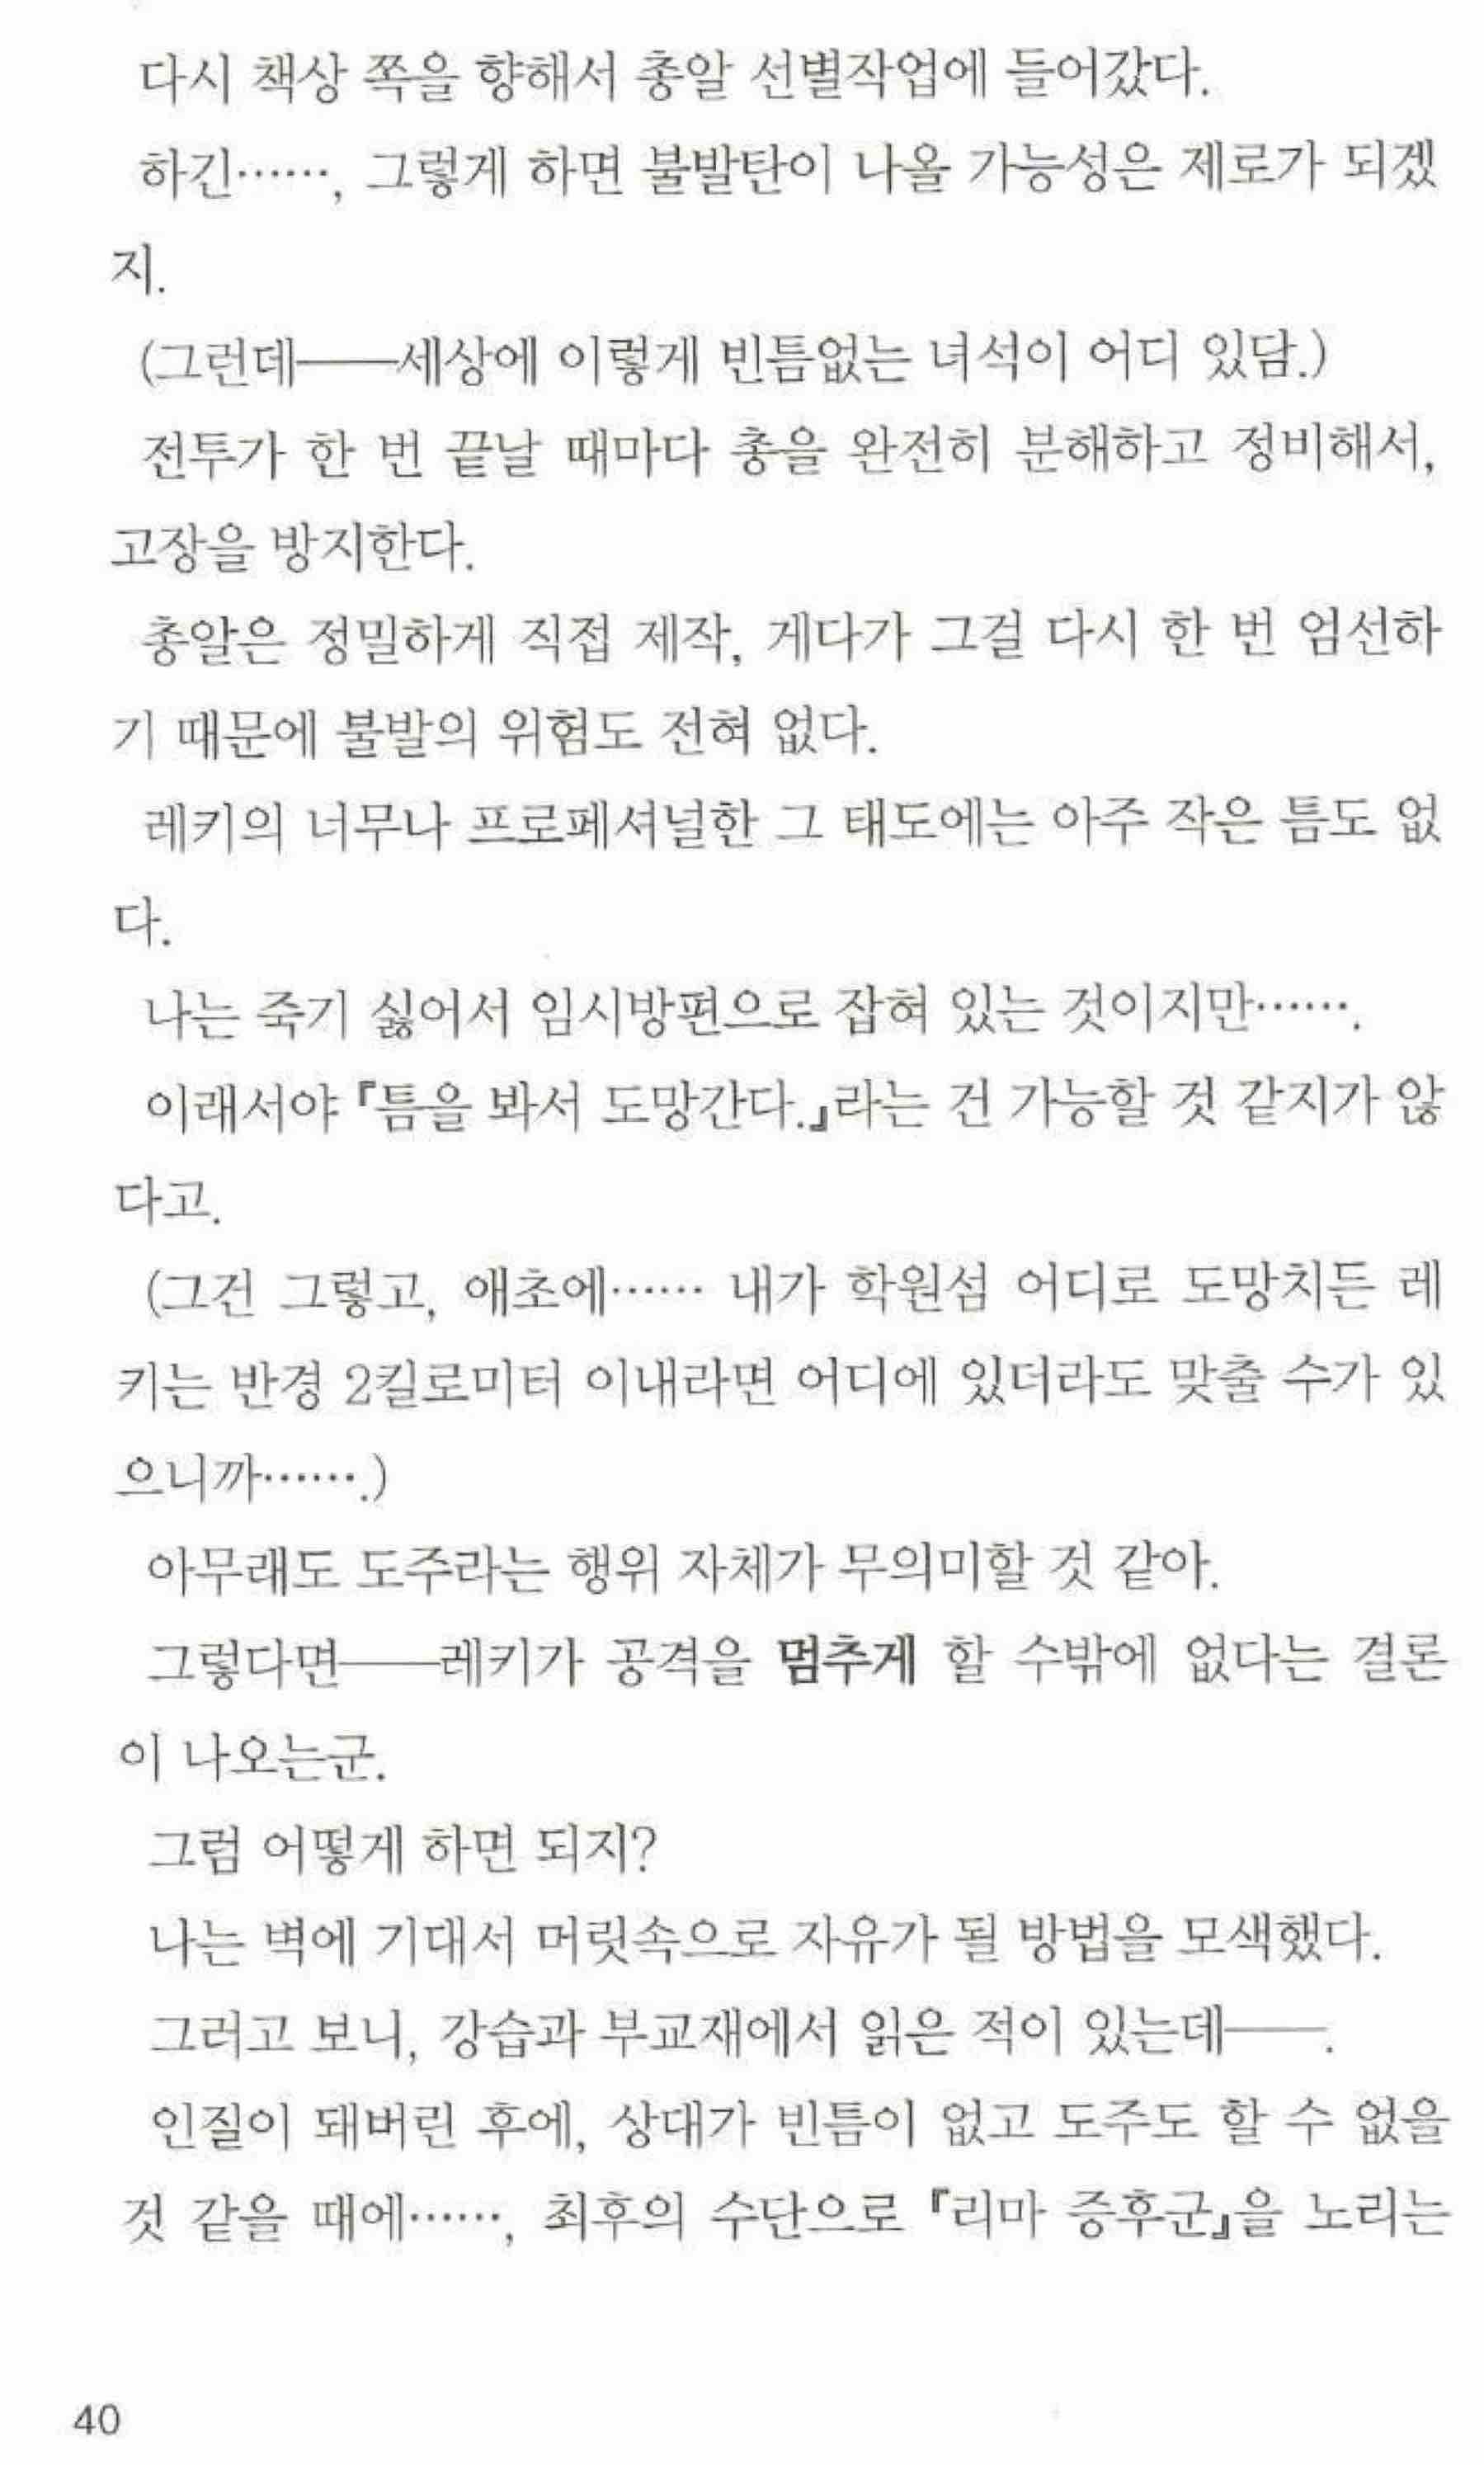 다시 책상 쪽을 향해서 총알 선별작업에 들어갔다.
하긴……, 그렇게 하면 불발탄이 나올 가능성은 제로가 되겠
지.
(그런데──세상에 이렇게 빈틈없는 녀석이 어디 있담.)
전투가 한 번 끝날 때마다 총을 완전히 분해하고 정비해서,
고장을 방지한다.
총알은 정밀하게 직접 제작, 게다가 그걸 다시 한 번 엄선하
기 때문에 불발의 위험도 전혀 없다.
레키의 너무나 프로페셔널한 그 태도에는 아주 작은 틈도 없
다.
나는 죽기 싫어서 임시방편으로 잡혀 있는 것이지만…….
이래서야 『틈을 봐서 도망간다.』라는 건 가능할 것 같지가 않
다고.
(그건 그렇고, 애초에…… 내가 학원섬 어디로 도망치든 레
키는 반경 2킬로미터 이내라면 어디에 있더라도 맞출 수가 있
으니까…….)
아무래도 도주라는 행위 자체가 무의미할 것 같아.
그렇다면──레키가 공격을 멈추게 할 수밖에 없다는 결론
이 나오는군.
그럼 어떻게 하면 되지?
나는 벽에 기대서 머릿속으로 자유가 될 방법을 모색했다.
그러고 보니, 강습과 부교재에서 읽은 적이 있는데──.
인질이 돼버린 후에, 상대가 빈틈이 없고 도주도 할 수 없을
것 같을 때에……, 최후의 수단으로 『리마 증후군』을 노리는
40